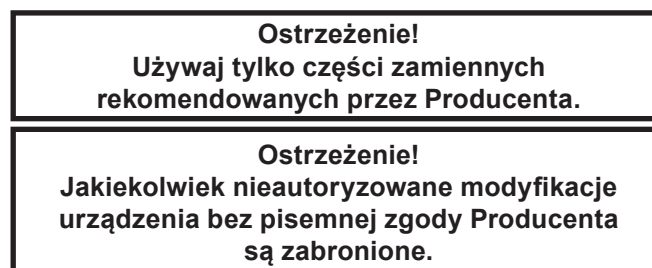 Ostrzeżenie!
Używaj tylko części zamiennych
rekomendowanych przez Producenta.
Ostrzeżenie!
Jakiekolwiek nieautoryzowane modyfikacje
urządzenia bez pisemnej zgody Producenta
są zabronione.